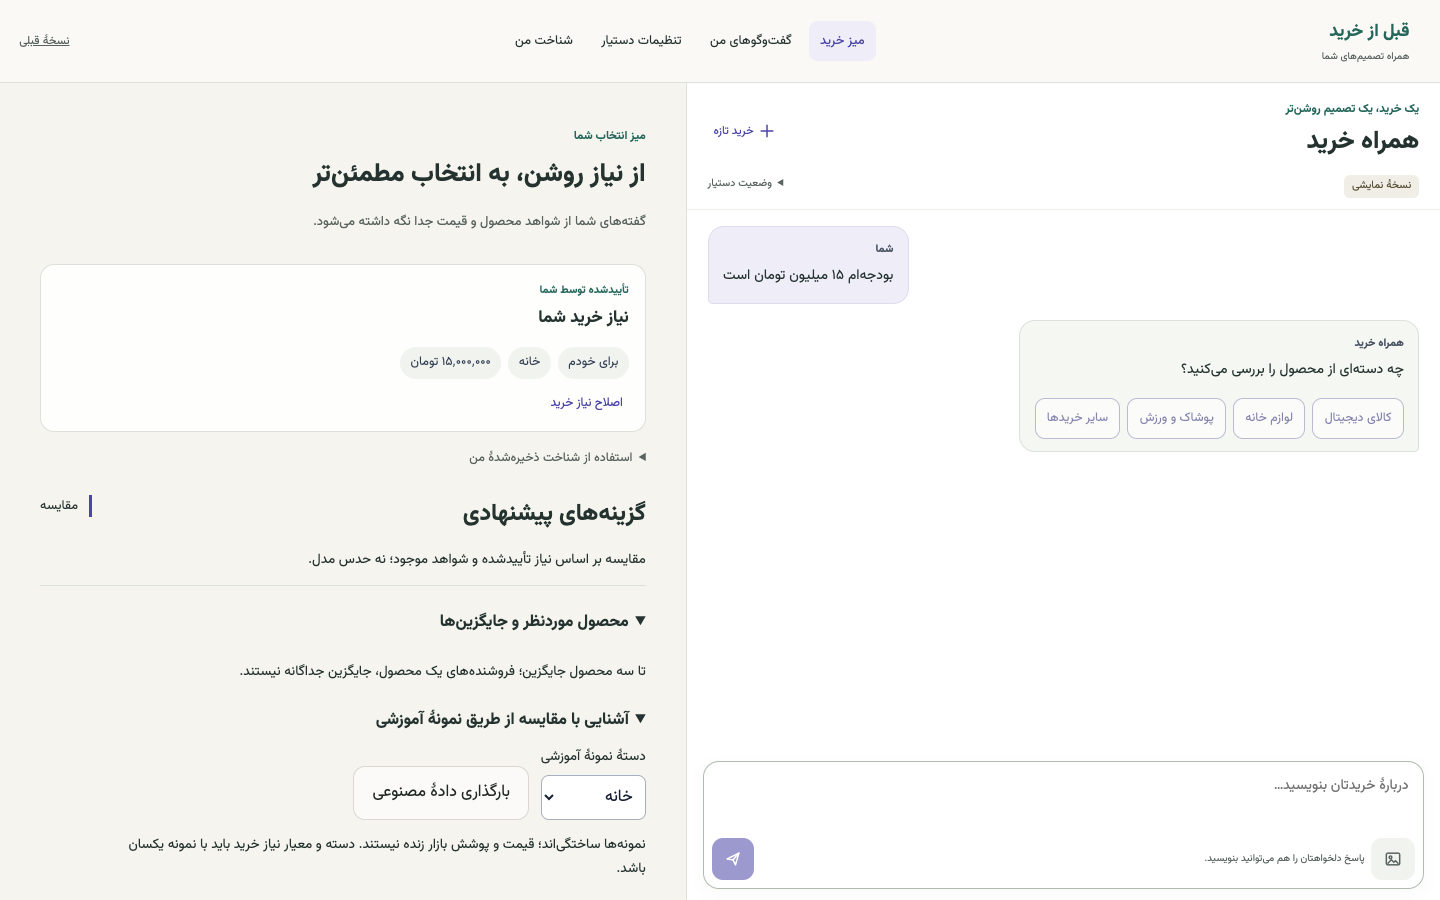 قبل از خرید
همراه تصمیم‌های شما
میز خرید
گفت‌وگوهای من
تنظیمات دستیار
شناخت من
نسخهٔ قبلی
یک خرید، یک تصمیم روشن‌تر
همراه خرید
خرید تازه
نسخهٔ نمایشی
وضعیت دستیار
شما
بودجه‌ام ۱۵ میلیون تومان است
همراه خرید
چه دسته‌ای از محصول را بررسی می‌کنید؟
کالای دیجیتال
لوازم خانه
پوشاک و ورزش
سایر خریدها
دربارهٔ خریدتان بنویسید…
پاسخ دلخواهتان را هم می‌توانید بنویسید.
میز انتخاب شما
از نیاز روشن، به انتخاب مطمئن‌تر
گفته‌های شما از شواهد محصول و قیمت جدا نگه داشته می‌شود.
تأییدشده توسط شما
نیاز خرید شما
برای خودم
خانه
۱۵,۰۰۰,۰۰۰ تومان
اصلاح نیاز خرید
استفاده از شناخت ذخیره‌شدهٔ من
گزینه‌های پیشنهادی
مقایسه
مقایسه بر اساس نیاز تأییدشده و شواهد موجود؛ نه حدس مدل.
محصول موردنظر و جایگزین‌ها
تا سه محصول جایگزین؛ فروشنده‌های یک محصول، جایگزین جداگانه نیستند.
آشنایی با مقایسه از طریق نمونهٔ آموزشی
دستهٔ نمونهٔ آموزشی
خانه
بارگذاری دادهٔ مصنوعی
نمونه‌ها ساختگی‌اند؛ قیمت و پوشش بازار زنده نیستند. دسته و معیار نیاز خرید باید با نمونه یکسان
باشد.